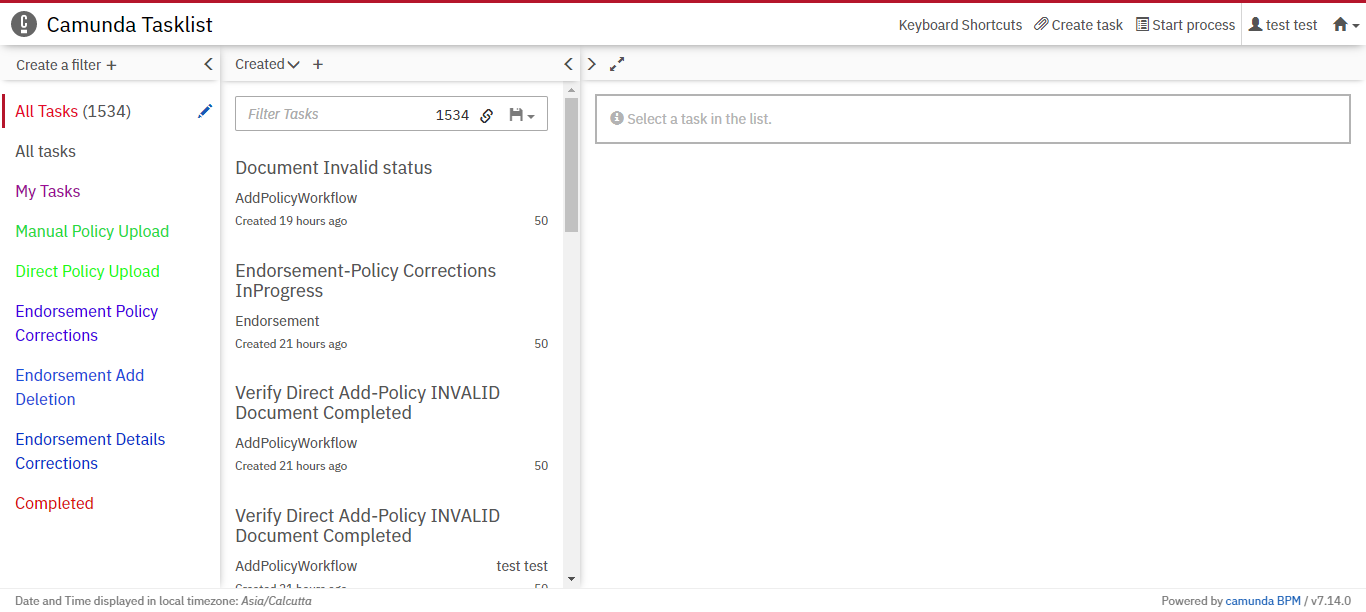 Camunda Tasklist
Keyboard Shortcuts Create task Start process test test
Create a filter +
All Tasks (1534)
All tasks
My Tasks
Manual Policy Upload
Direct Policy Upload
Endorsement Policy
Corrections
Endorsement Add
Deletion
Endorsement Details
Corrections
Completed
Created +
Filter Tasks 1534
Document Invalid status
AddPolicyWorkflow
Created 19 hours ago 50
Endorsement-Policy Corrections
InProgress
Endorsement
Created 21 hours ago 50
Verify Direct Add-Policy INVALID
Document Completed
AddPolicyWorkflow
Created 21 hours ago 50
Verify Direct Add-Policy INVALID
Document Completed
AddPolicyWorkflow test test
Created 21 hours ago 50
Select a task in the list.
Date and Time displayed in local timezone: Asia/Calcutta
Powered by camunda BPM / v7.14.0